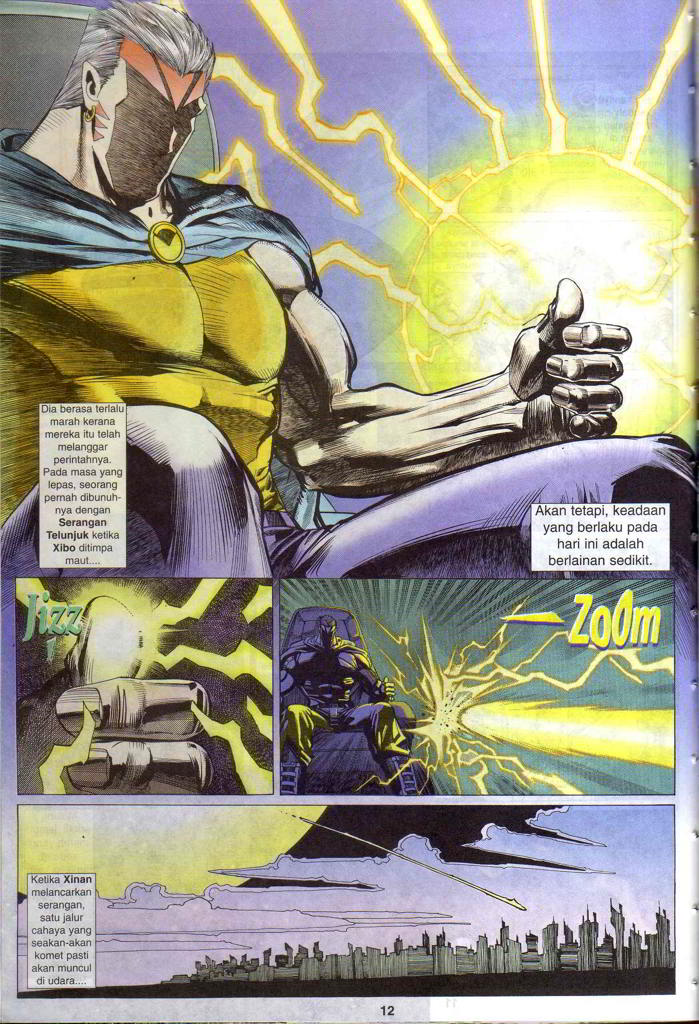 Dia berasa terlalu
marah kerana
mereka itu telah
melanggar
perintahnya.
Pada masa yang
lepas, seorang
pernah dibunuh-
nya dengan
Serangan
Telunjuk ketika
Xibo ditimpa
maut....
Akan tetapi, keadaan
yang berlaku pada
hari ini adalah
berlainan sedikit.
Jizz
ZoOm
Ketika Xinan
melancarkan
serangan,
satu jalur
cahaya yang
seakan-akan
komet pasti
akan muncul
di udara....
12